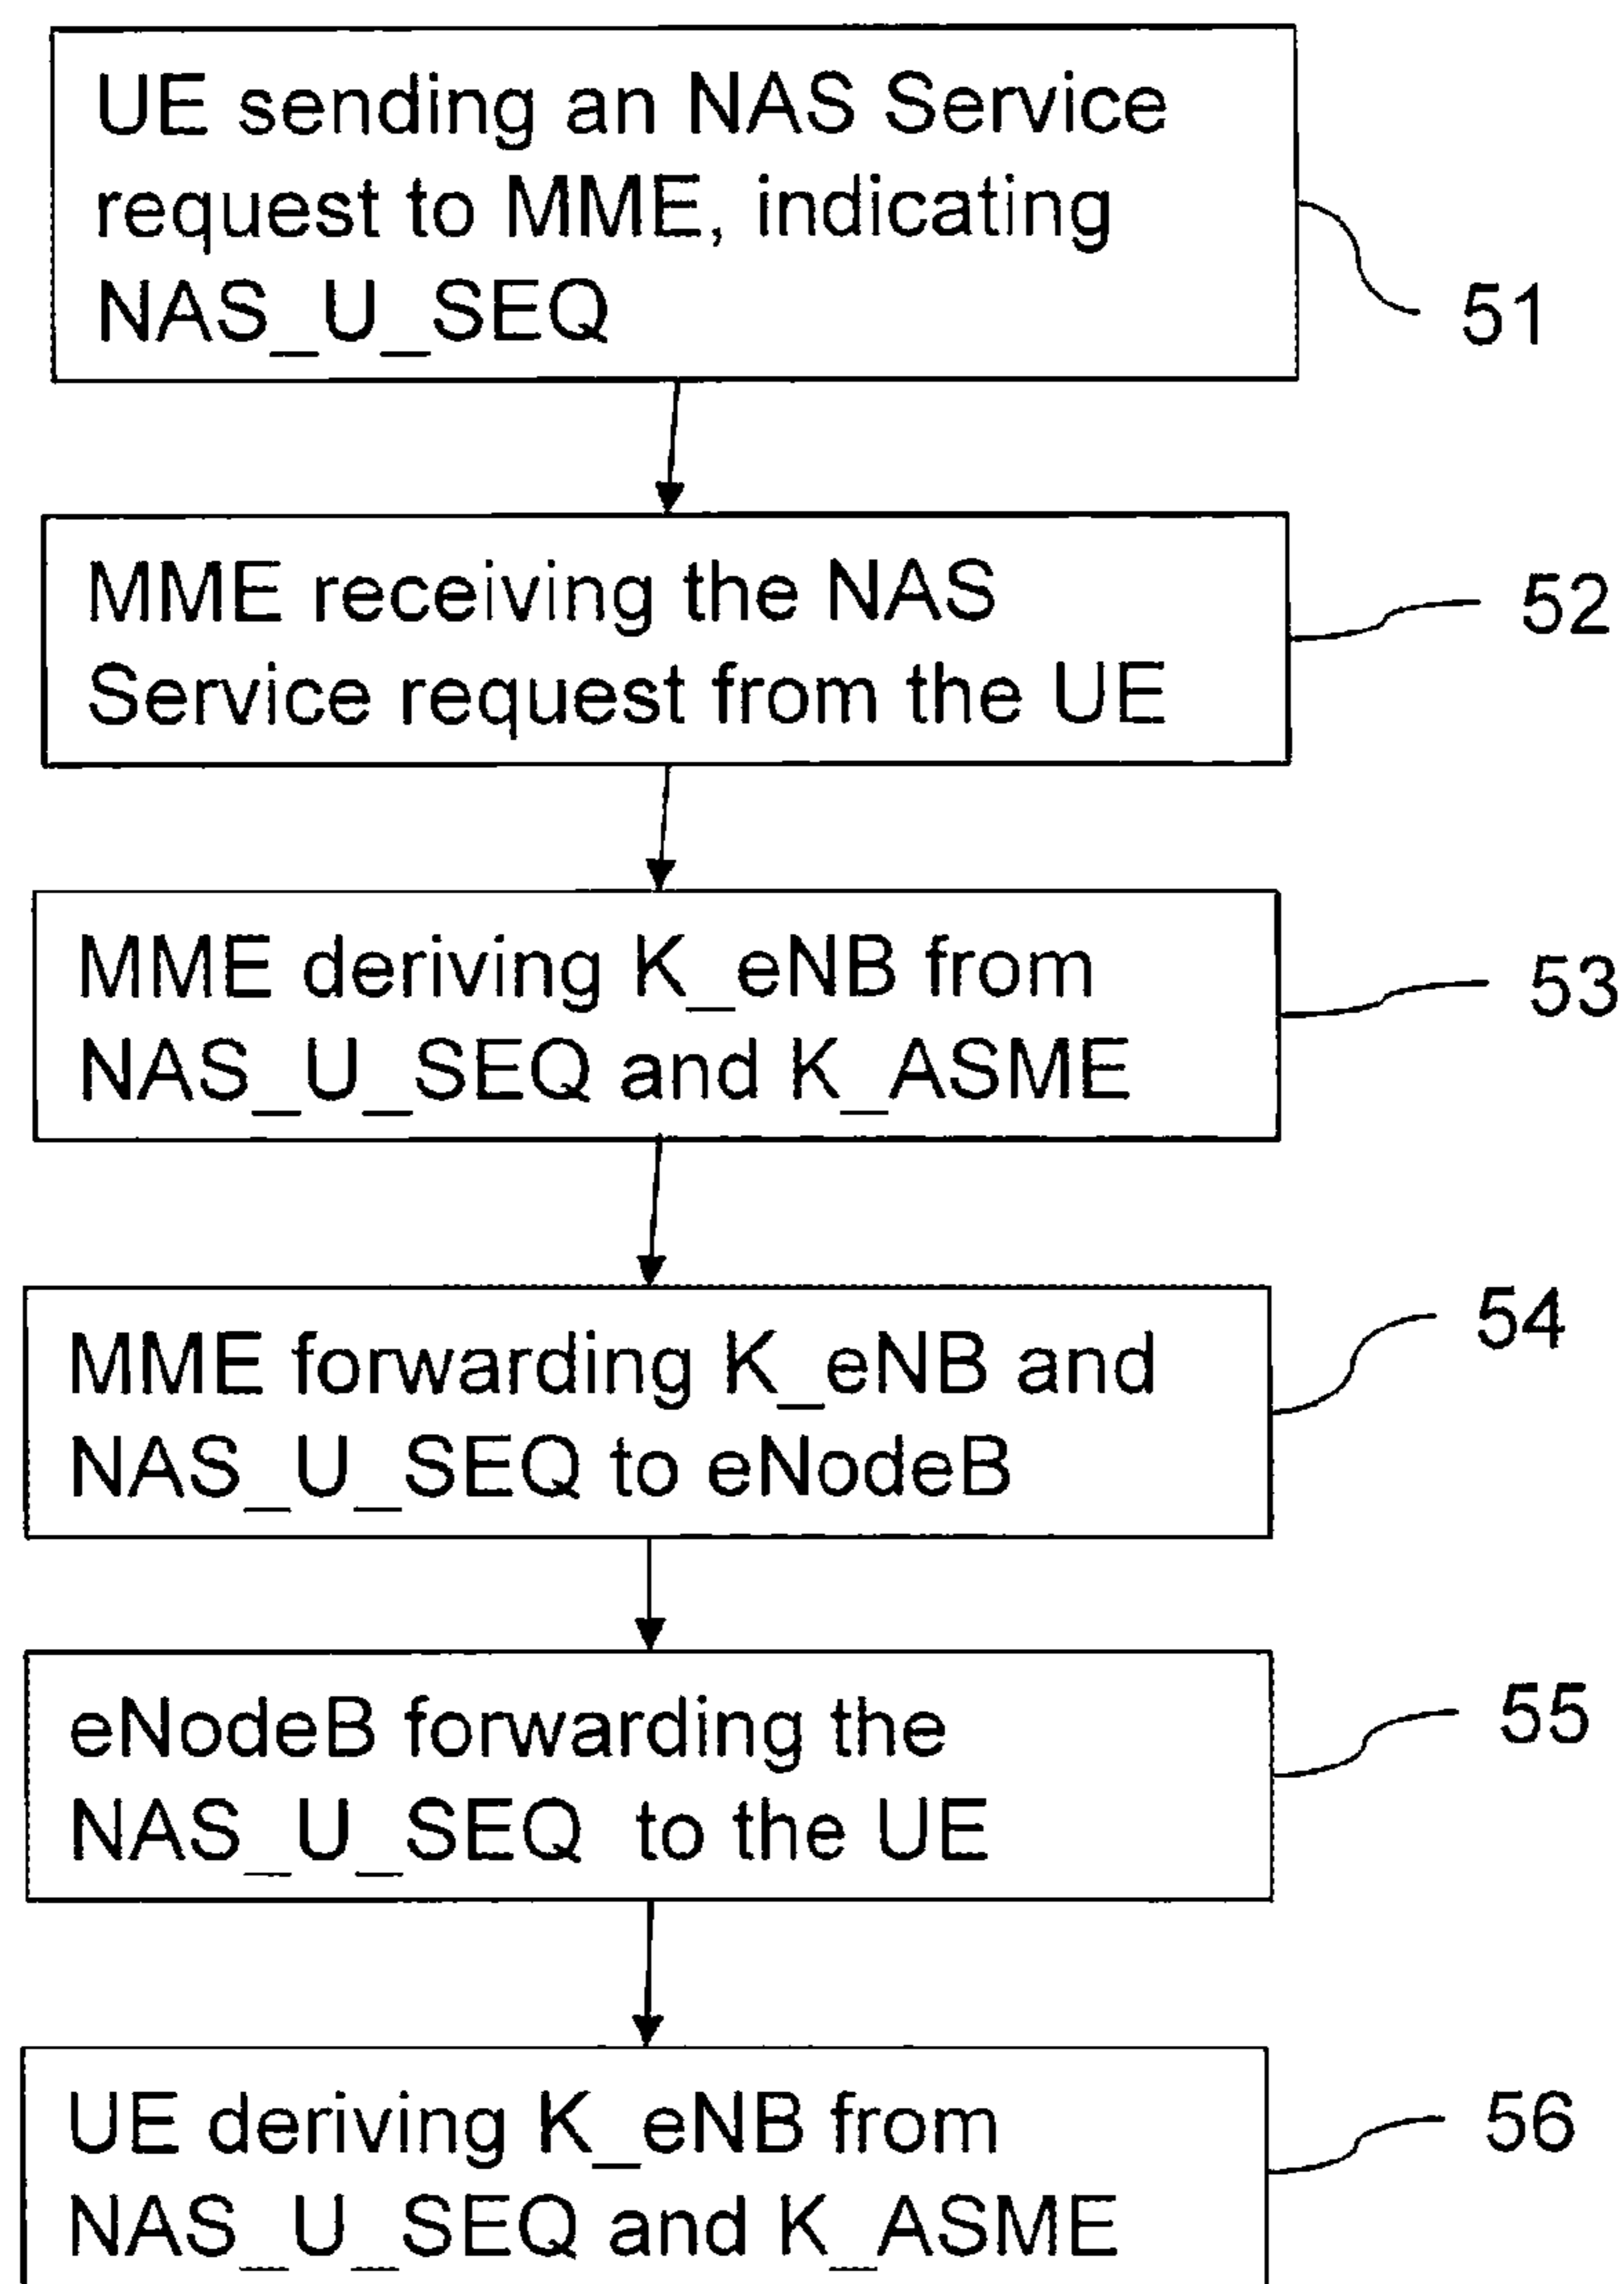 UE sending an NAS Service
request to MME, indicating
NAS_U_SEQ
51
MME receiving the NAS
Service request from the UE
52
MME deriving K_eNB from
NAS_U_SEQ and K_ASME
53
MME forwarding K_eNB and
NAS_U_SEQ to eNodeB
54
eNodeB forwarding the
NAS_U_SEQ to the UE
55
UE deriving K_eNB from
NAS_U_SEQ and K_ASME
56